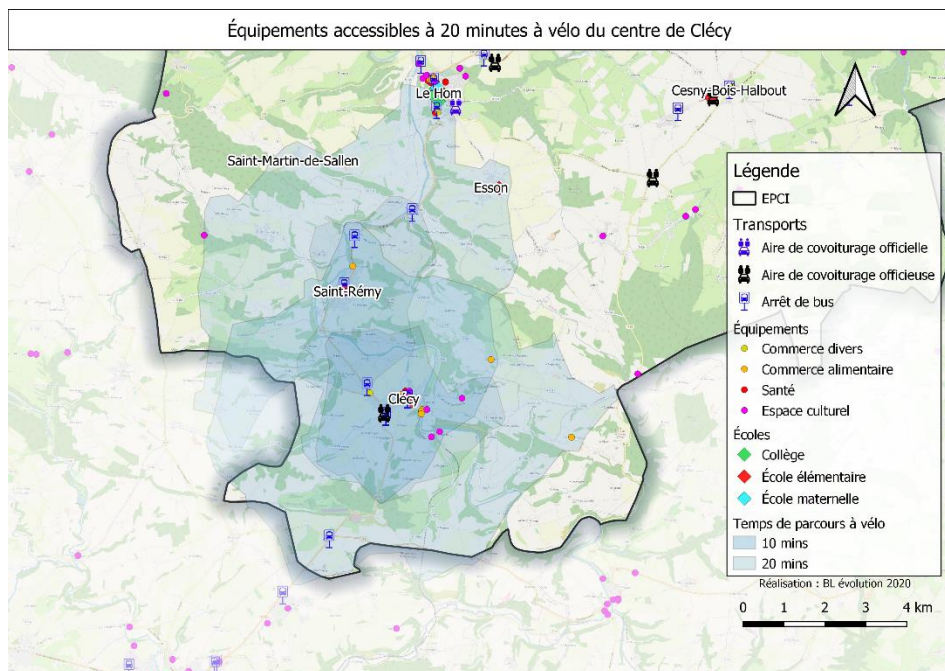 Équipements accessibles à 20 minutes à vélo du centre de Clécy
Le Hom
Cesny-Bois-Halbout
Saint-Martin-de-Sallen
Esson
Saint-Rémy
Clécy
Légende
EPCI
Transports
Aire de covoiturage officielle
Aire de covoiturage officieuse
Arrêt de bus
Équipements
Commerce divers
Commerce alimentaire
Santé
Espace culturel
Écoles
Collège
École élémentaire
École maternelle
Temps de parcours à vélo
10 mins
20 mins
Réalisation : BL évolution 2020
0 1 2 3 4 km